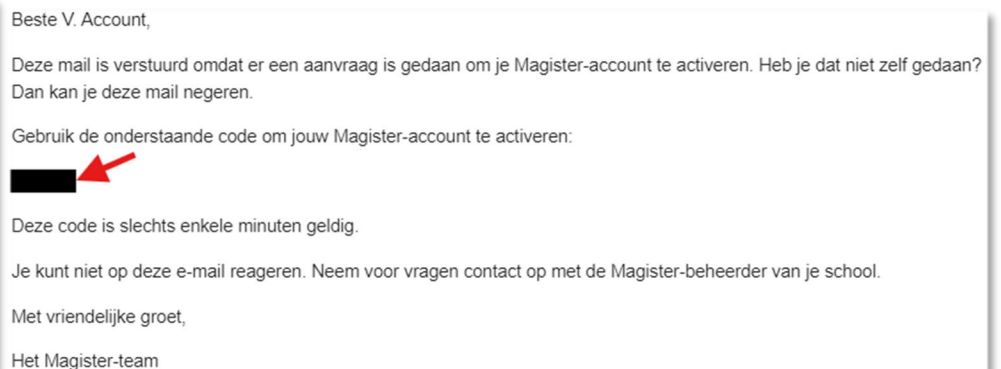 Beste V. Account,
Deze mail is verstuurd omdat er een aanvraag is gedaan om je Magister-account te activeren. Heb je dat niet zelf gedaan?
Dan kan je deze mail negeren.
Gebruik de onderstaande code om jouw Magister-account te activeren:
Deze code is slechts enkele minuten geldig.
Je kunt niet op deze e-mail reageren. Neem voor vragen contact op met de Magister-beheerder van je school.
Met vriendelijke groet,
Het Magister-team